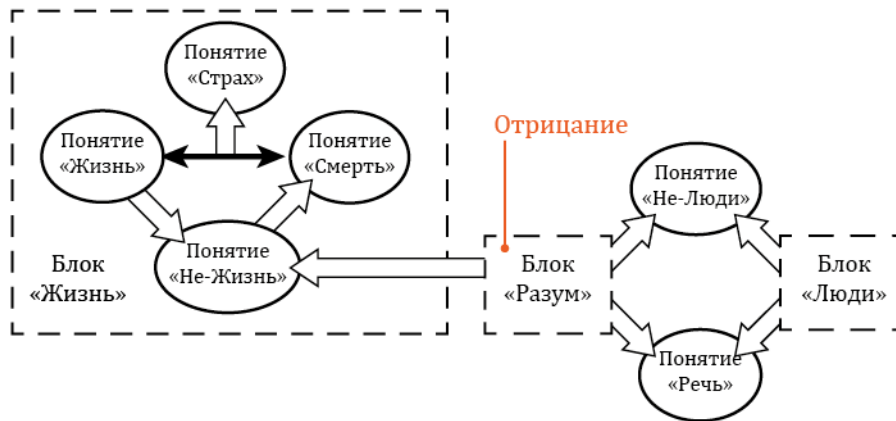 Понятие
«Страх»
Понятие
«Жизнь»
Понятие
«Смерть»
Понятие
«Не-Жизнь»
Блок
«Жизнь»
Отрицание
Блок
«Разум»
Понятие
«Не-Люди»
Блок
«Люди»
Понятие
«Речь»